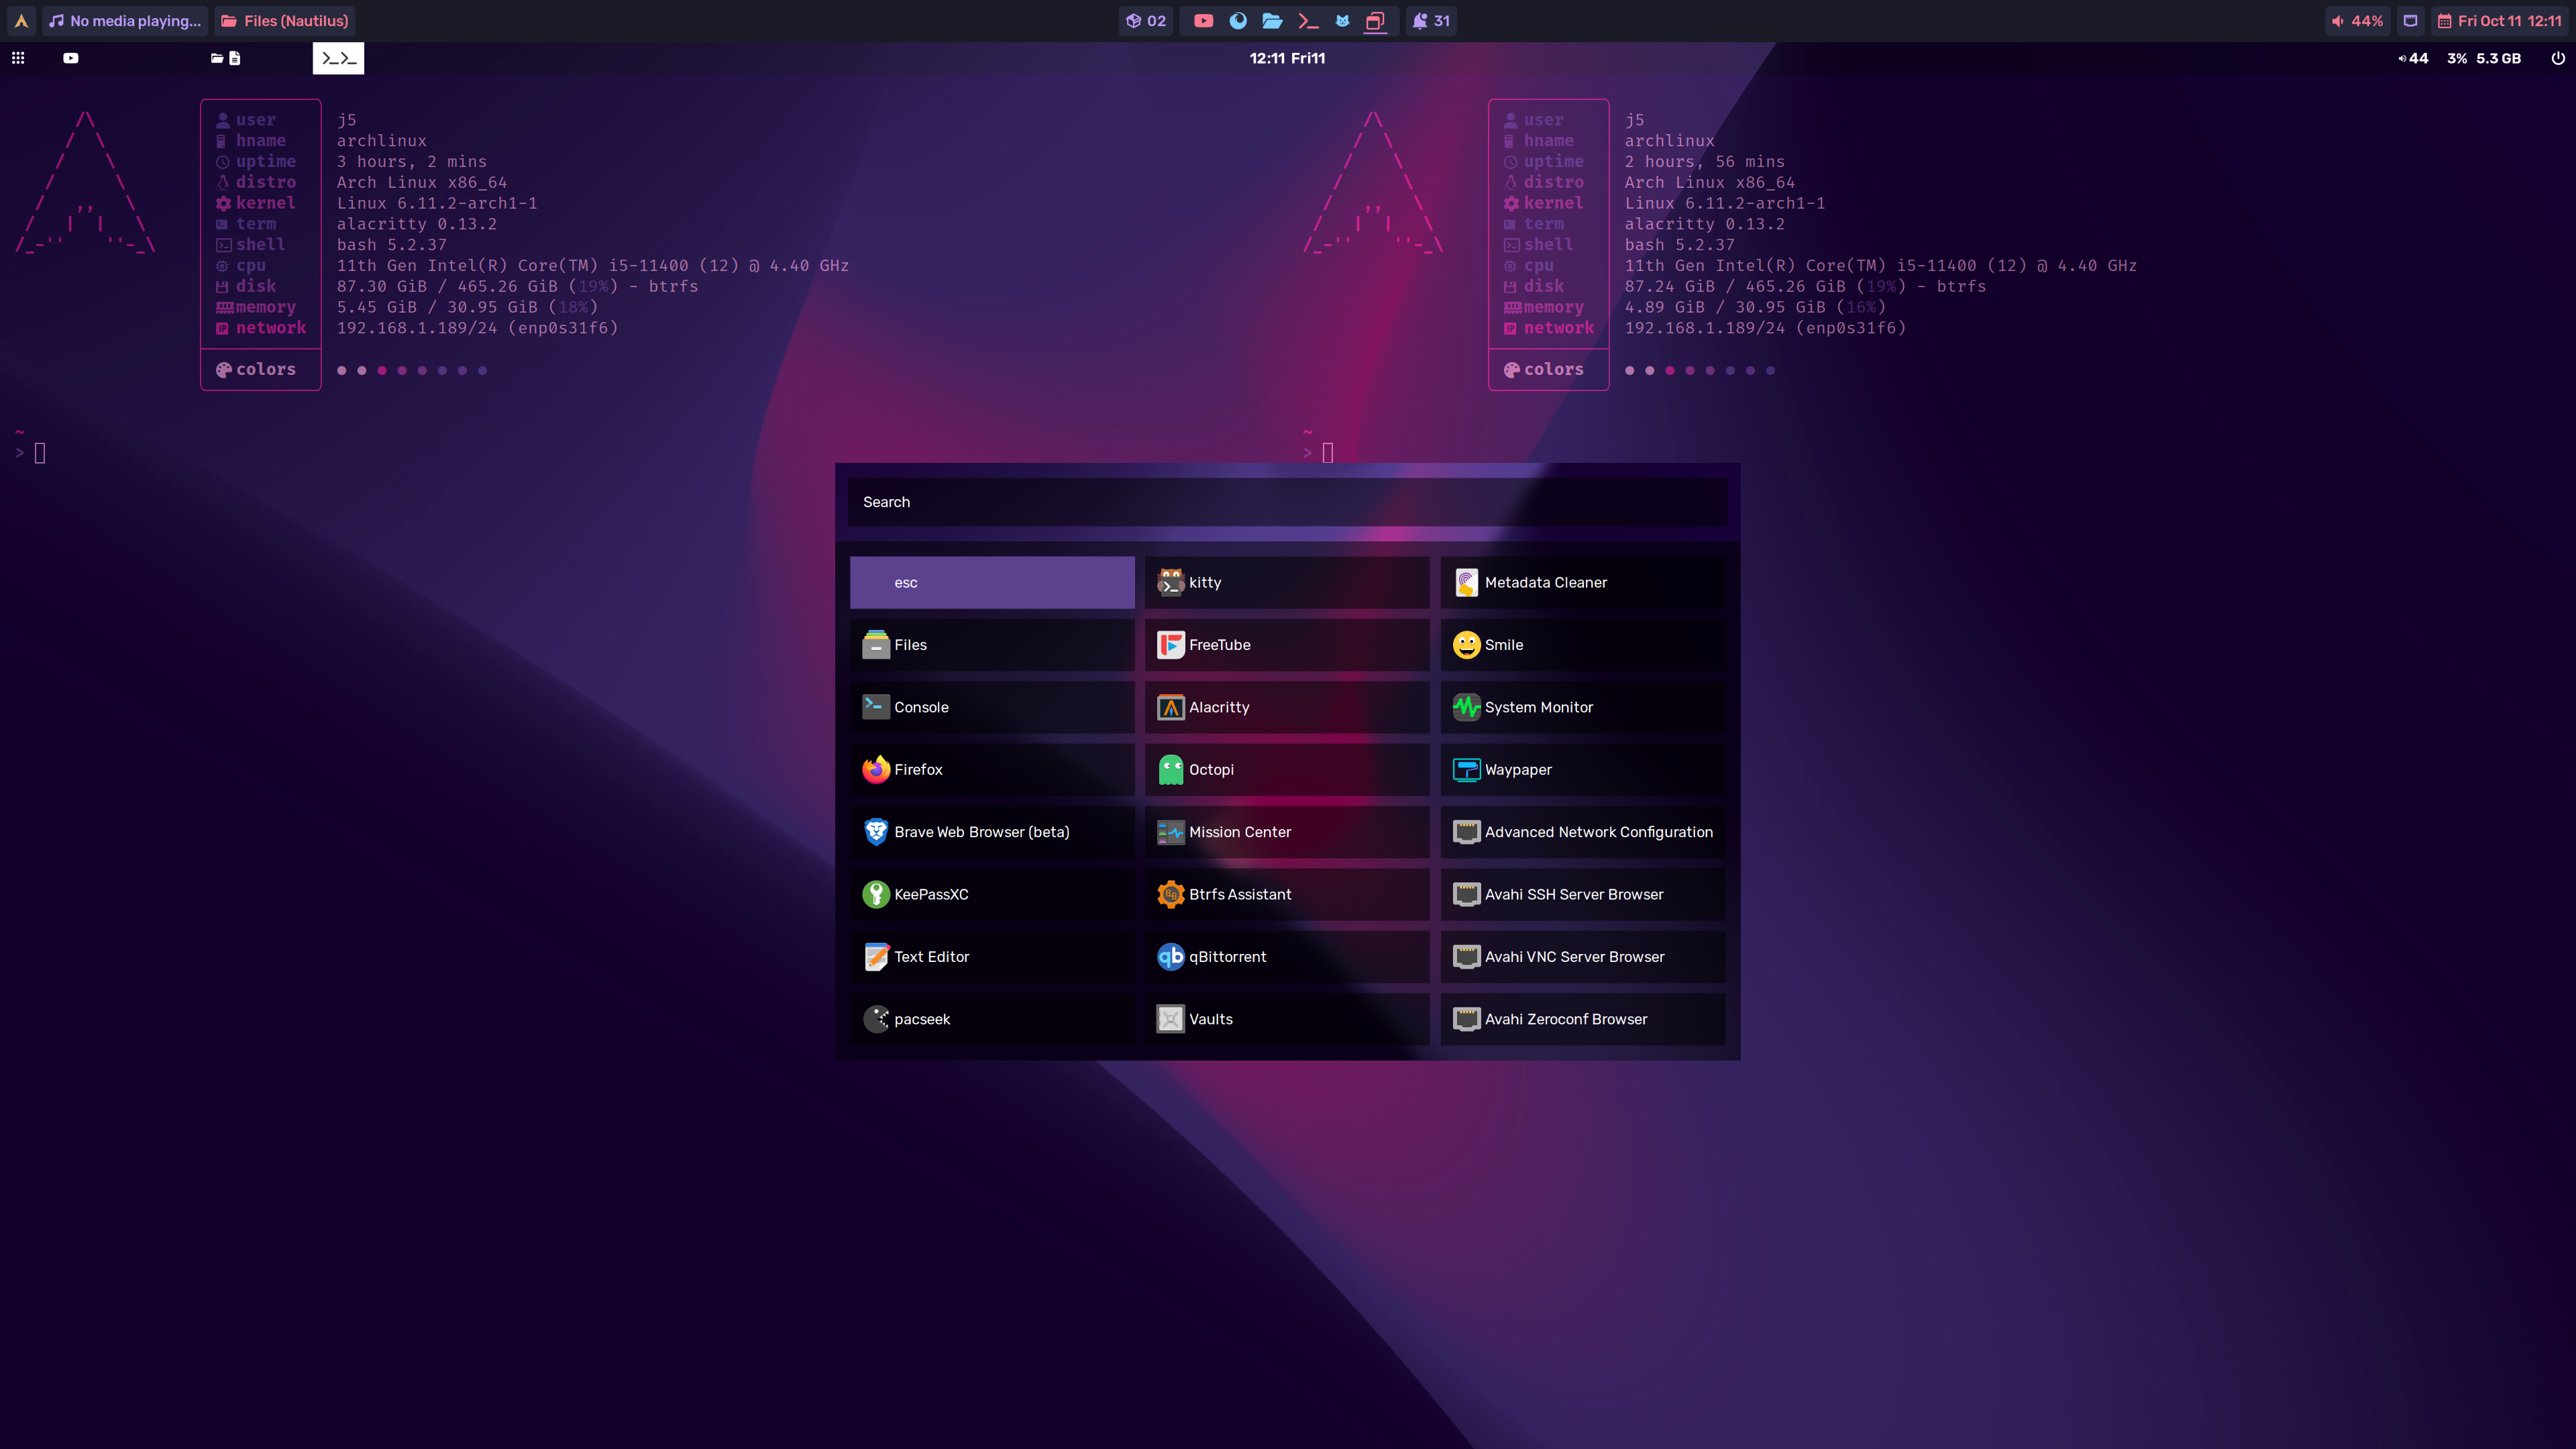 No media playing... Files (Nautilus) 02 31 44% Fri Oct 11 12:11
12:11 Fri11 44 3% 5.3 GB
user j5
hname archlinux
uptime 3 hours, 2 mins
distro Arch Linux x86_64
kernel Linux 6.11.2-arch1-1
term alacritty 0.13.2
shell bash 5.2.37
cpu 11th Gen Intel(R) Core(TM) i5-11400 (12) @ 4.40 GHz
disk 87.30 GiB / 465.26 GiB (19%) - btrfs
memory 5.45 GiB / 30.95 GiB (18%)
network 192.168.1.189/24 (enp0s31f6)
colors
~
>
user j5
hname archlinux
uptime 2 hours, 56 mins
distro Arch Linux x86_64
kernel Linux 6.11.2-arch1-1
term alacritty 0.13.2
shell bash 5.2.37
cpu 11th Gen Intel(R) Core(TM) i5-11400 (12) @ 4.40 GHz
disk 87.24 GiB / 465.26 GiB (19%) - btrfs
memory 4.89 GiB / 30.95 GiB (16%)
network 192.168.1.189/24 (enp0s31f6)
colors
~
>
Search
esc kitty Metadata Cleaner
Files FreeTube Smile
Console Alacritty System Monitor
Firefox Octopi Waypaper
Brave Web Browser (beta) Mission Center Advanced Network Configuration
KeePassXC Btrfs Assistant Avahi SSH Server Browser
Text Editor qBittorrent Avahi VNC Server Browser
pacseek Vaults Avahi Zeroconf Browser